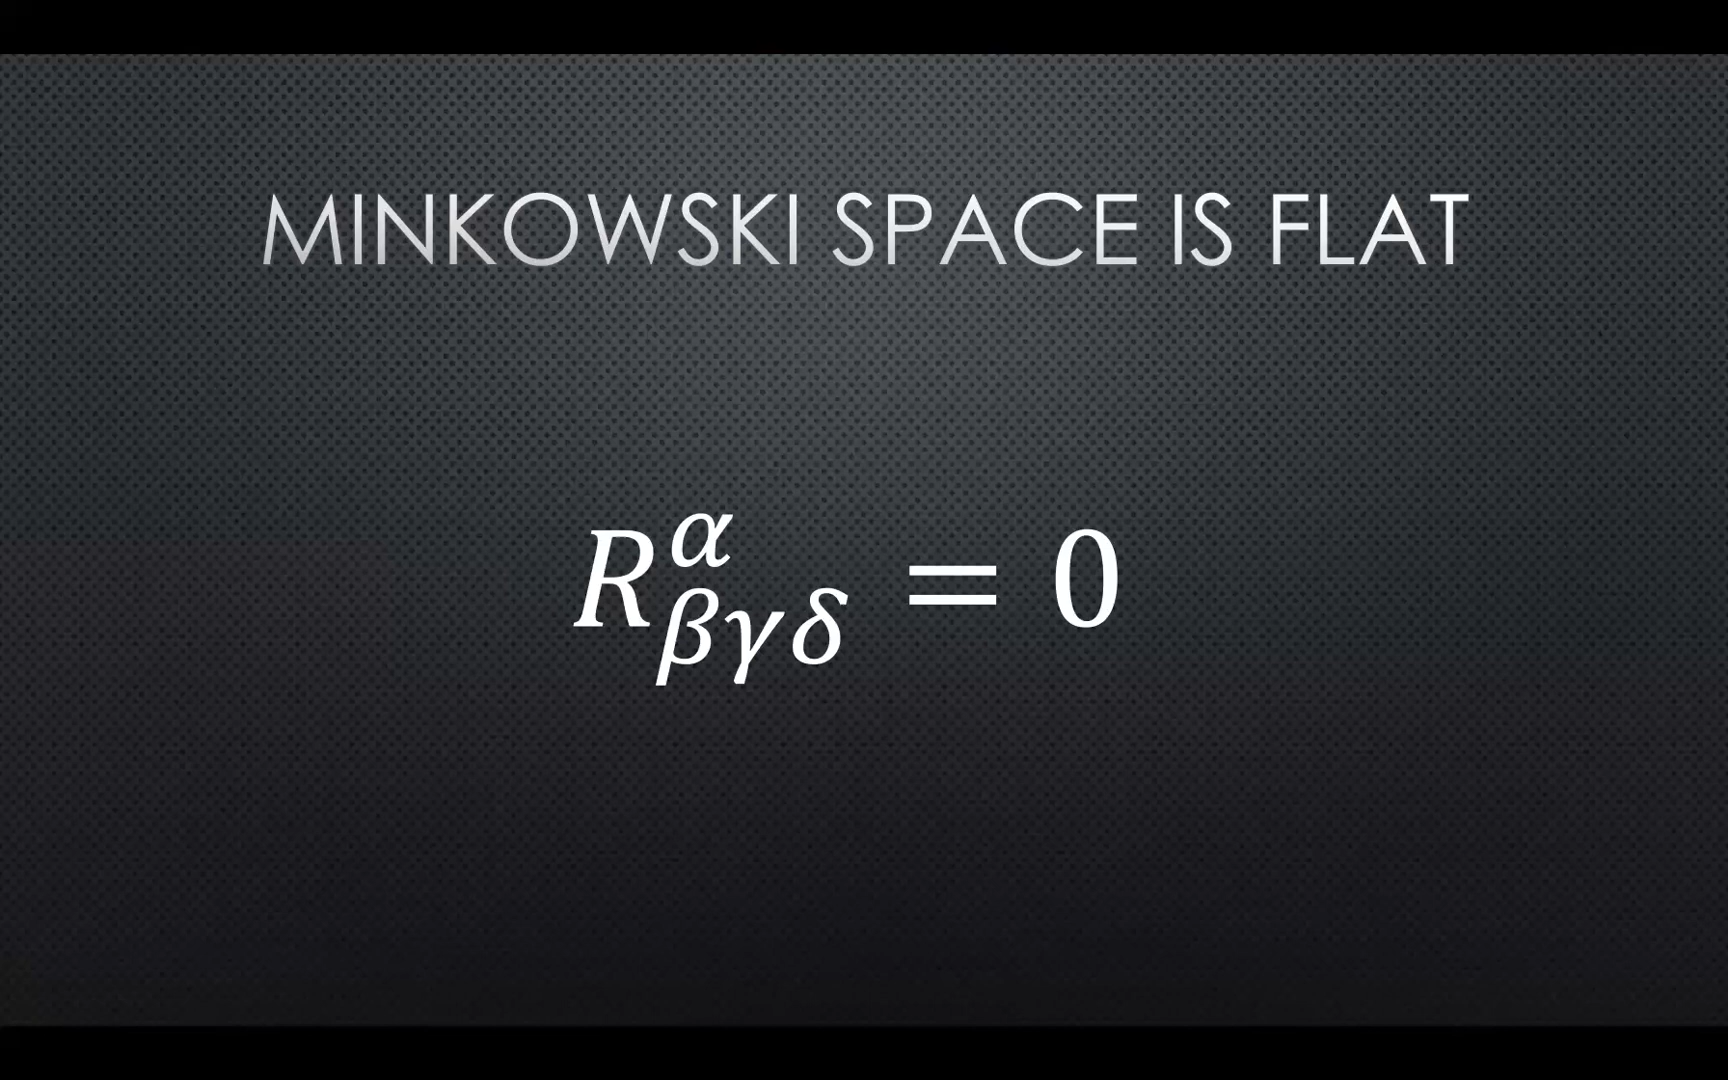 MINKOWSKI SPACE IS FLAT
R^α_βγδ = 0